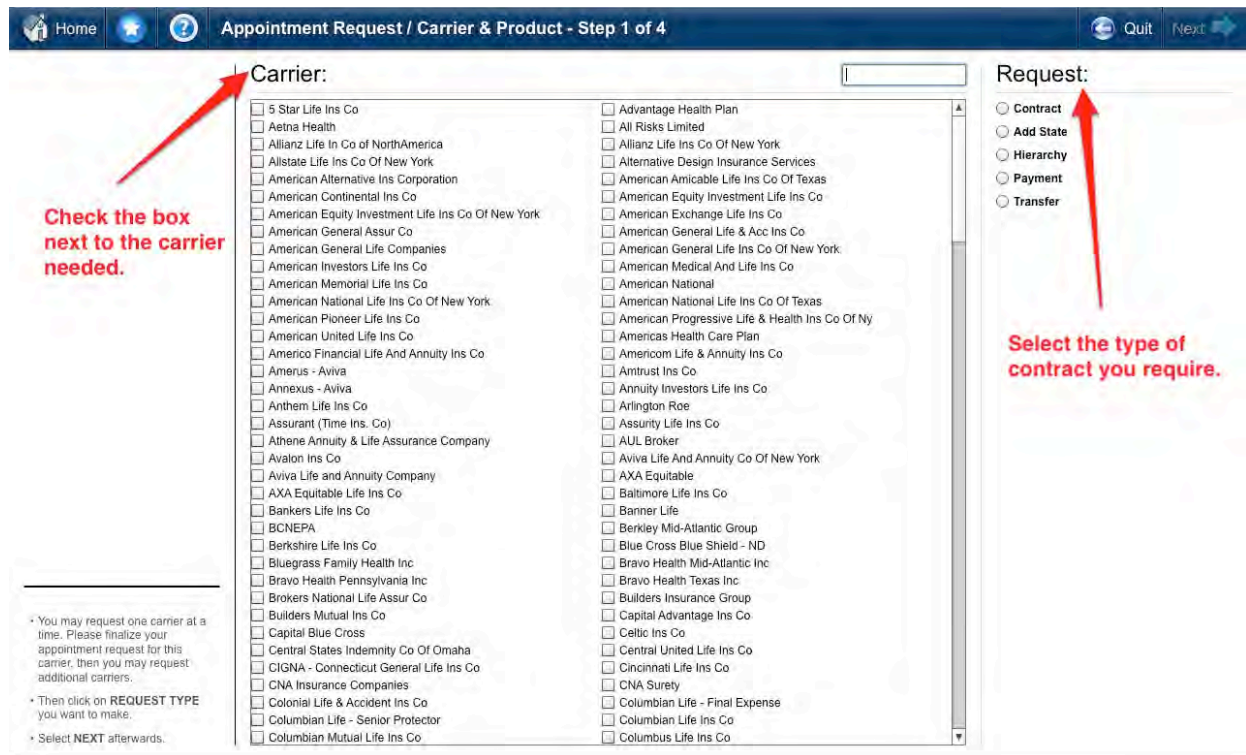 Home
Appointment Request / Carrier & Product - Step 1 of 4
Quit
Next
Carrier:
5 Star Life Ins Co
Advantage Health Plan
Aetna Health
All Risks Limited
Allianz Life In Co of NorthAmerica
Allianz Life Ins Co Of New York
Allstate Life Ins Co Of New York
Alternative Design Insurance Services
American Alternative Ins Corporation
American Amicable Life Ins Co Of Texas
American Continental Ins Co
American Equity Investment Life Ins Co
American Equity Investment Life Ins Co Of New York
American Exchange Life Ins Co
American General Assur Co
American General Life & Acc Ins Co
American General Life Companies
American General Life Ins Co Of New York
American Investors Life Ins Co
American Medical And Life Ins Co
American Memorial Life Ins Co
American National
American National Life Ins Co Of New York
American National Life Ins Co Of Texas
American Pioneer Life Ins Co
American Progressive Life & Health Ins Co Of Ny
American United Life Ins Co
Americas Health Care Plan
Americo Financial Life And Annuity Ins Co
Americom Life & Annuity Ins Co
Amerus - Aviva
Amtrust Ins Co
Annexus - Aviva
Annuity Investors Life Ins Co
Anthem Life Ins Co
Arlington Roe
Assurant (Time Ins. Co)
Assurity Life Ins Co
Athene Annuity & Life Assurance Company
AUL Broker
Avalon Ins Co
Aviva Life And Annuity Co Of New York
Aviva Life and Annuity Company
AXA Equitable
AXA Equitable Life Ins Co
Baltimore Life Ins Co
Bankers Life Ins Co
Banner Life
BCNEPA
Berkley Mid-Atlantic Group
Berkshire Life Ins Co
Blue Cross Blue Shield - ND
Bluegrass Family Health Inc
Bravo Health Mid-Atlantic Inc
Bravo Health Pennsylvania Inc
Bravo Health Texas Inc
Brokers National Life Assur Co
Builders Insurance Group
Builders Mutual Ins Co
Capital Advantage Ins Co
Capital Blue Cross
Celtic Ins Co
Central States Indemnity Co Of Omaha
Central United Life Ins Co
CIGNA - Connecticut General Life Ins Co
Cincinnati Life Ins Co
CNA Insurance Companies
CNA Surety
Colonial Life & Accident Ins Co
Columbian Life - Final Expense
Columbian Life - Senior Protector
Columbian Life Ins Co
Columbian Mutual Life Ins Co
Columbus Life Ins Co
Request:
Contract
Add State
Hierarchy
Payment
Transfer
Check the box
next to the carrier
needed.
Select the type of
contract you require.
• You may request one carrier at a
time. Please finalize your
appointment request for this
carrier, then you may request
additional carriers.
• Then click on REQUEST TYPE
you want to make.
• Select NEXT afterwards.